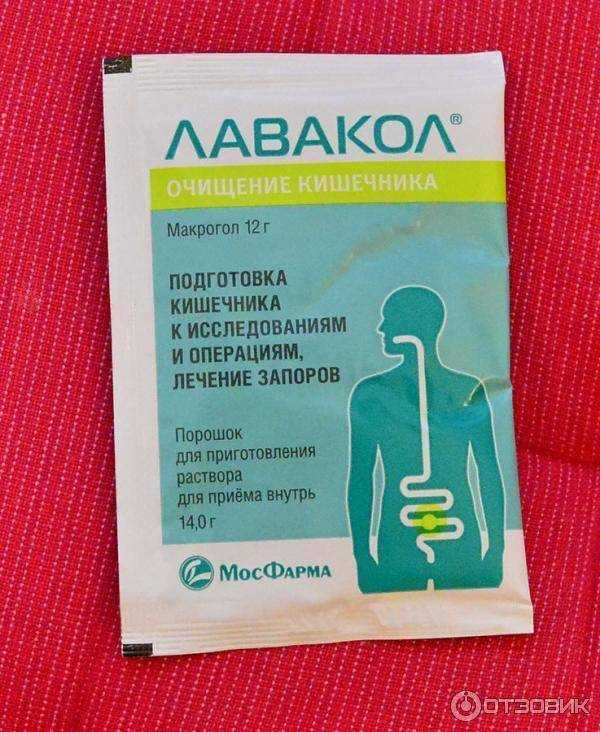 ЛАВАКОЛ®
ОЧИЩЕНИЕ КИШЕЧНИКА
Макрогол 12 г
ПОДГОТОВКА
КИШЕЧНИКА
К ИССЛЕДОВАНИЯМ
И ОПЕРАЦИЯМ,
ЛЕЧЕНИЕ ЗАПОРОВ
Порошок
для приготовления
раствора
для приёма внутрь
14,0 г
МосФарма
ОТЗОВИК